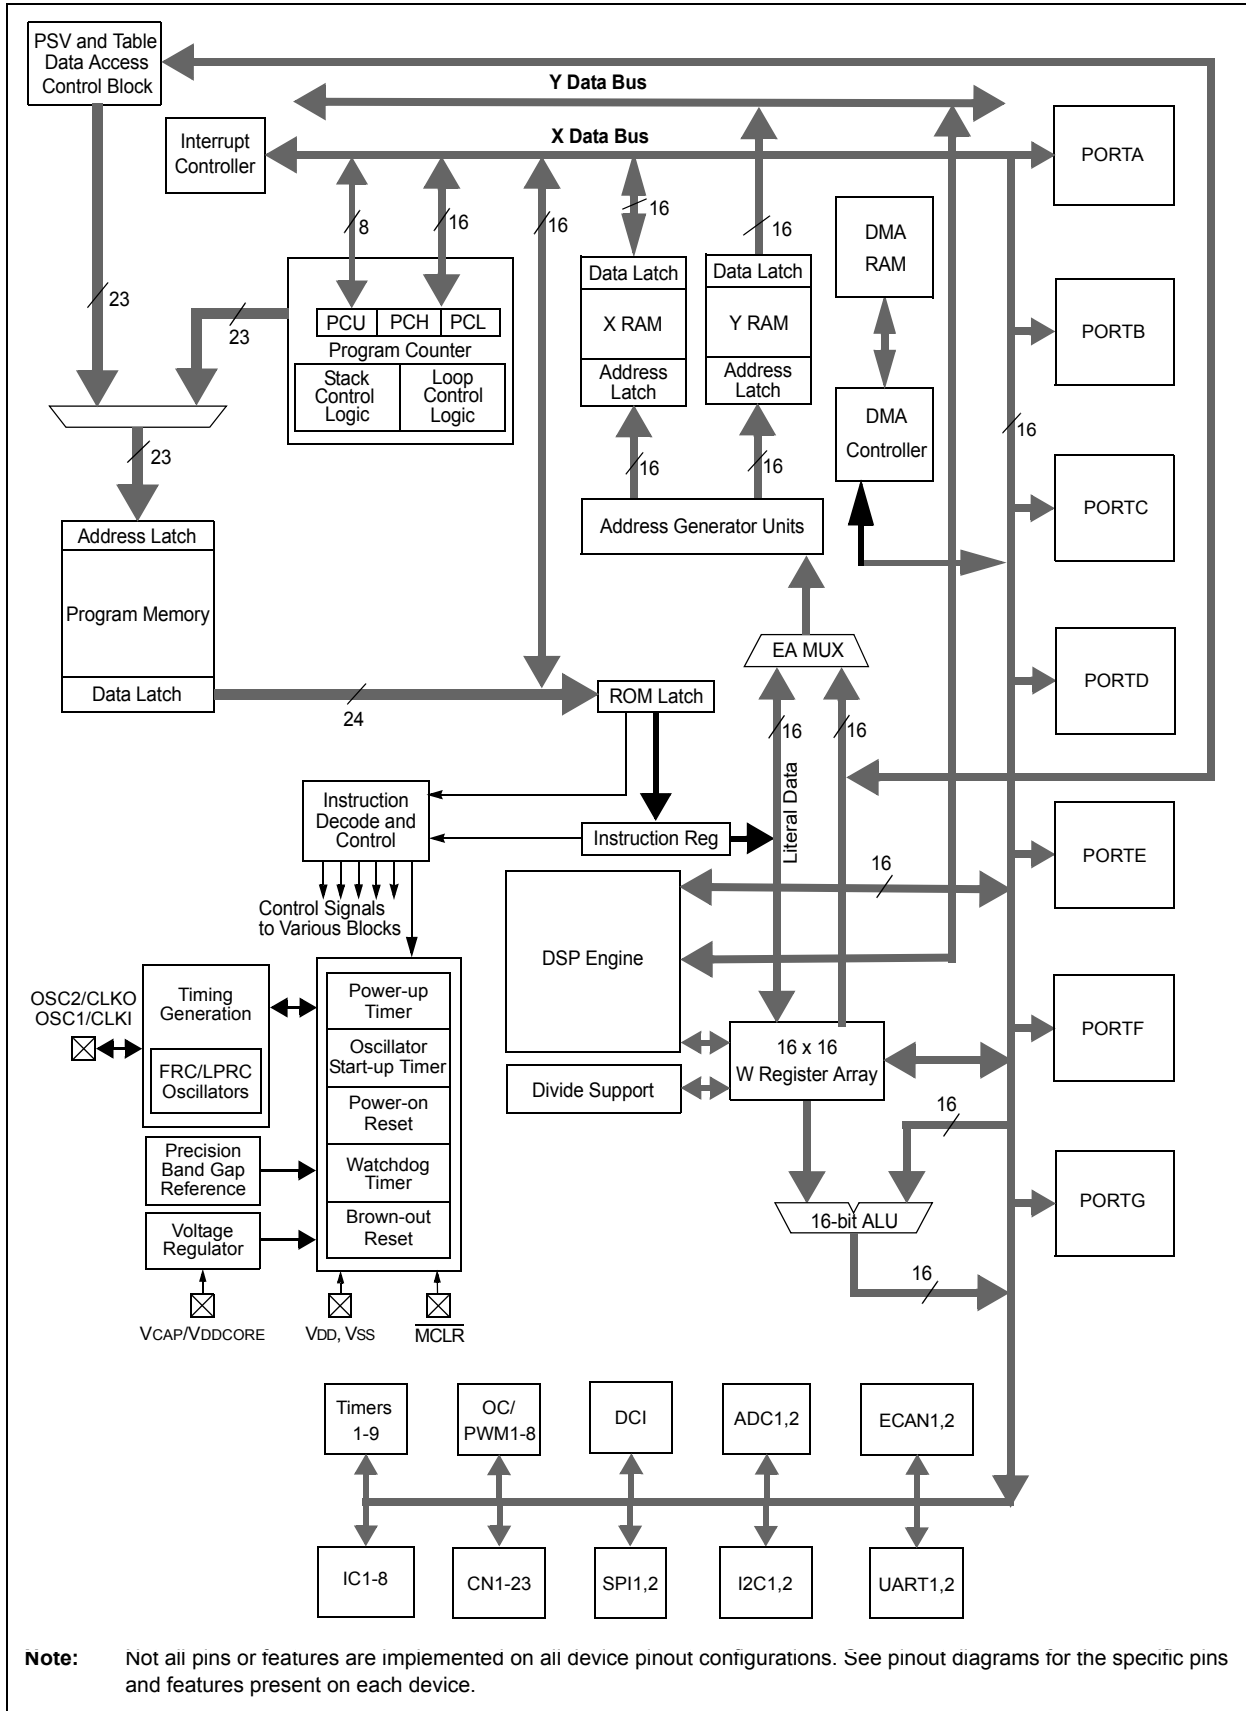 PSV and Table
Data Access
Control Block
Y Data Bus
Interrupt
Controller
X Data Bus
PORTA
8
16
16
16
16
DMA
RAM
23
23
Data Latch
X RAM
Address
Latch
Data Latch
Y RAM
Address
Latch
PCU
PCH
PCL
Program Counter
Stack
Control
Logic
Loop
Control
Logic
PORTB
DMA
Controller
16
23
16
16
PORTC
Address Generator Units
Address Latch
Program Memory
Data Latch
24
EA MUX
ROM Latch
PORTD
16
16
Literal Data
Instruction
Decode and
Control
Instruction Reg
PORTE
16
Control Signals
to Various Blocks
DSP Engine
OSC2/CLKO
OSC1/CLKI
Timing
Generation
FRC/LPRC
Oscillators
Power-up
Timer
Oscillator
Start-up Timer
Power-on
Reset
Watchdog
Timer
Brown-out
Reset
16 x 16
W Register Array
PORTF
Divide Support
16
Precision
Band Gap
Reference
Voltage
Regulator
16-bit ALU
PORTG
16
VCAP/VDDCORE
VDD, VSS
MCLR
Timers
1-9
OC/
PWM1-8
DCI
ADC1,2
ECAN1,2
IC1-8
CN1-23
SPI1,2
I2C1,2
UART1,2
Note: Not all pins or features are implemented on all device pinout configurations. See pinout diagrams for the specific pins
and features present on each device.